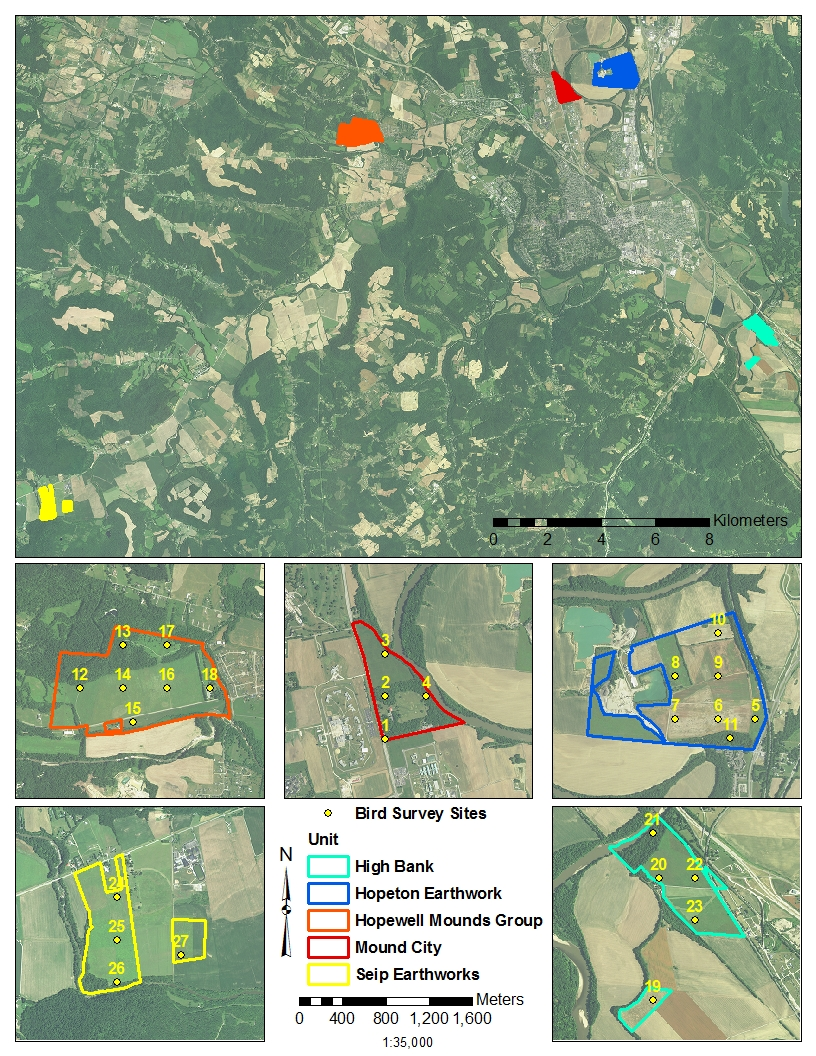 Kilometers
0 2 4 6 8
13 17
12 14 16 18
15
3
2 4
1
10
8 9
7 6 5
11
24
25
26
27
Bird Survey Sites
Unit
N
High Bank
Hopeton Earthwork
Hopewell Mounds Group
Mound City
Seip Earthworks
Meters
0 400 800 1,200 1,600
1:35,000
21
20 22
23
19